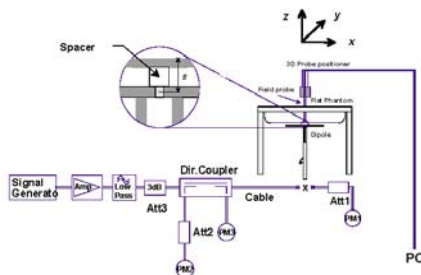 z
y
x
Spacer
s
3D Probe positioner
Field probe
Flat Phantom
Dipole
Dir.Coupler
Signal
Generato
Amp
Low
Pass
3dB
Cable
x
Att1
Att3
PM3
PM1
Att2
PM2
PC